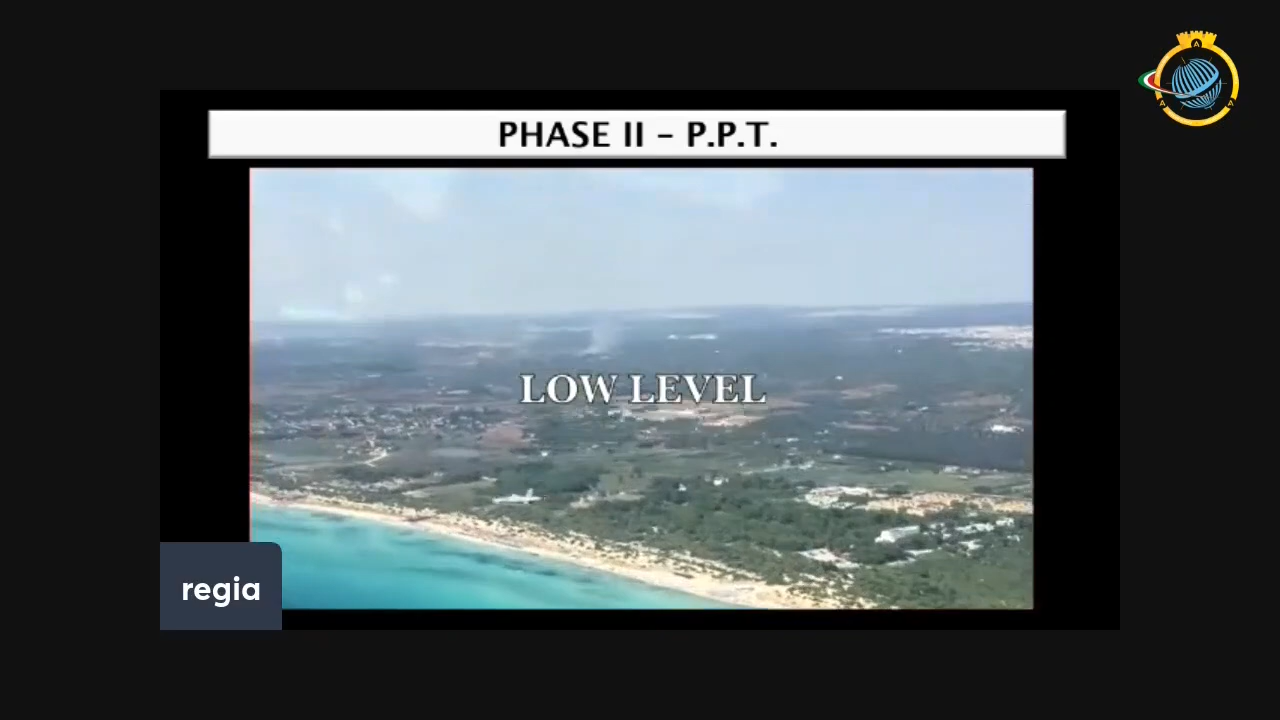 PHASE II – P.P.T.
LOW LEVEL
regia